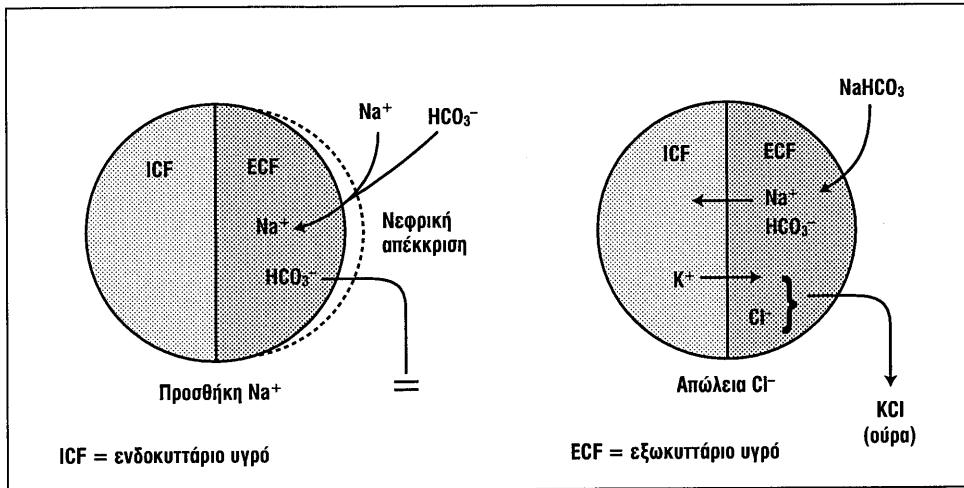 Na⁺
HCO₃⁻
ICF
ECF
Na⁺
HCO₃⁻
Νεφρική
απέκκριση
Προσθήκη Na⁺
ICF = ενδοκυττάριο υγρό
NaHCO₃
ICF
ECF
Na⁺
HCO₃⁻
K⁺
Cl⁻
Απώλεια Cl⁻
KCl
(ούρα)
ECF = εξωκυττάριο υγρό